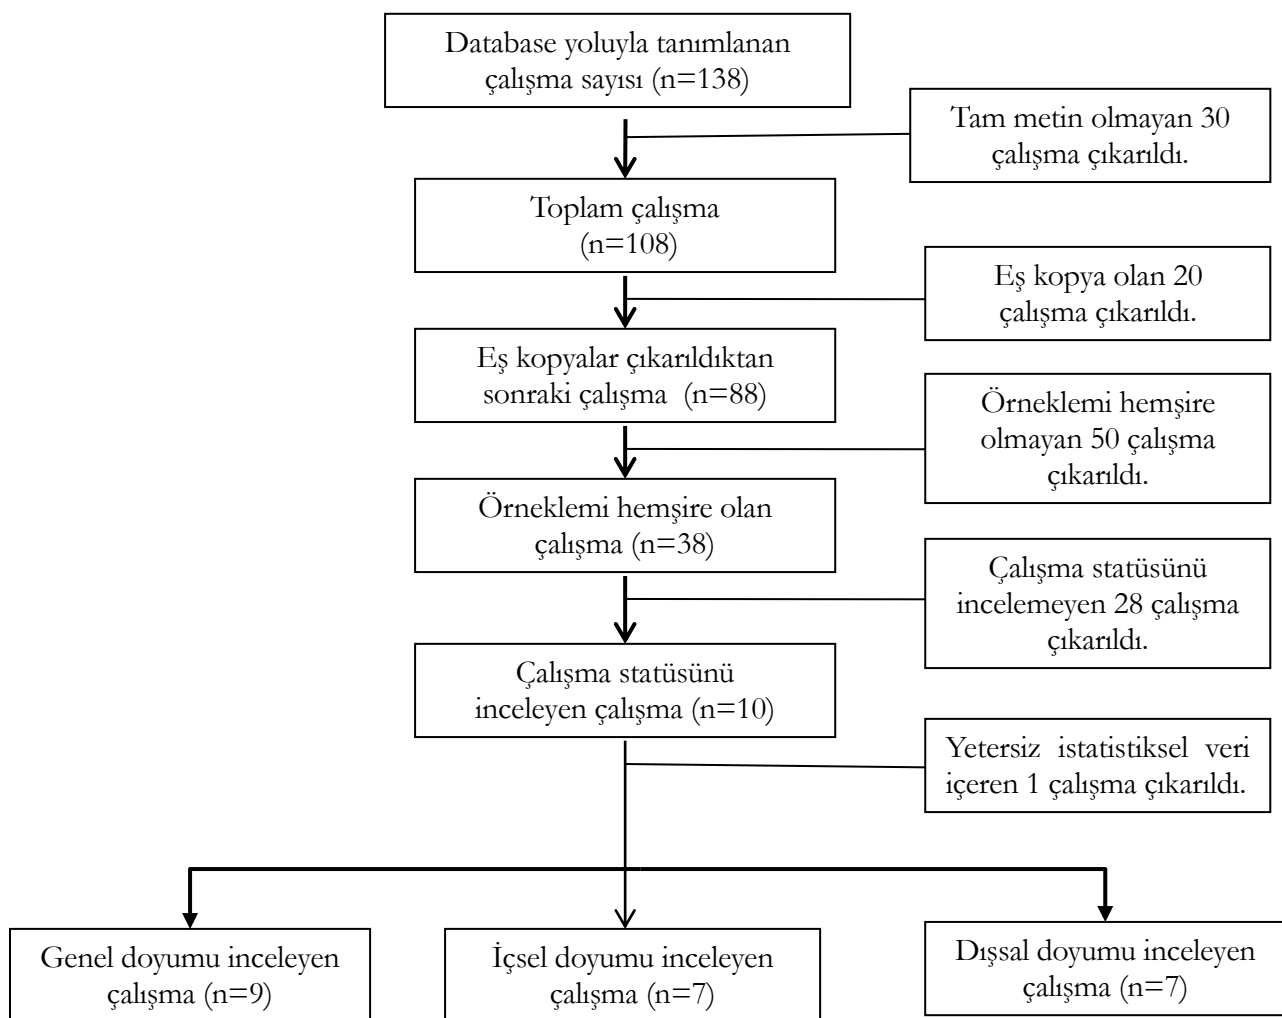 Database yoluyla tanımlanan
çalışma sayısı (n=138)
Tam metin olmayan 30
çalışma çıkarıldı.
Toplam çalışma
(n=108)
Eş kopya olan 20
çalışma çıkarıldı.
Eş kopyalar çıkarıldıktan
sonraki çalışma (n=88)
Örneklemi hemşire
olmayan 50 çalışma
çıkarıldı.
Örneklemi hemşire olan
çalışma (n=38)
Çalışma statüsünü
incelemeyen 28 çalışma
çıkarıldı.
Çalışma statüsünü
inceleyen çalışma (n=10)
Yetersiz istatistiksel veri
içeren 1 çalışma çıkarıldı.
Genel doyumu inceleyen
çalışma (n=9)
İçsel doyumu inceleyen
çalışma (n=7)
Dışsal doyumu inceleyen
çalışma (n=7)